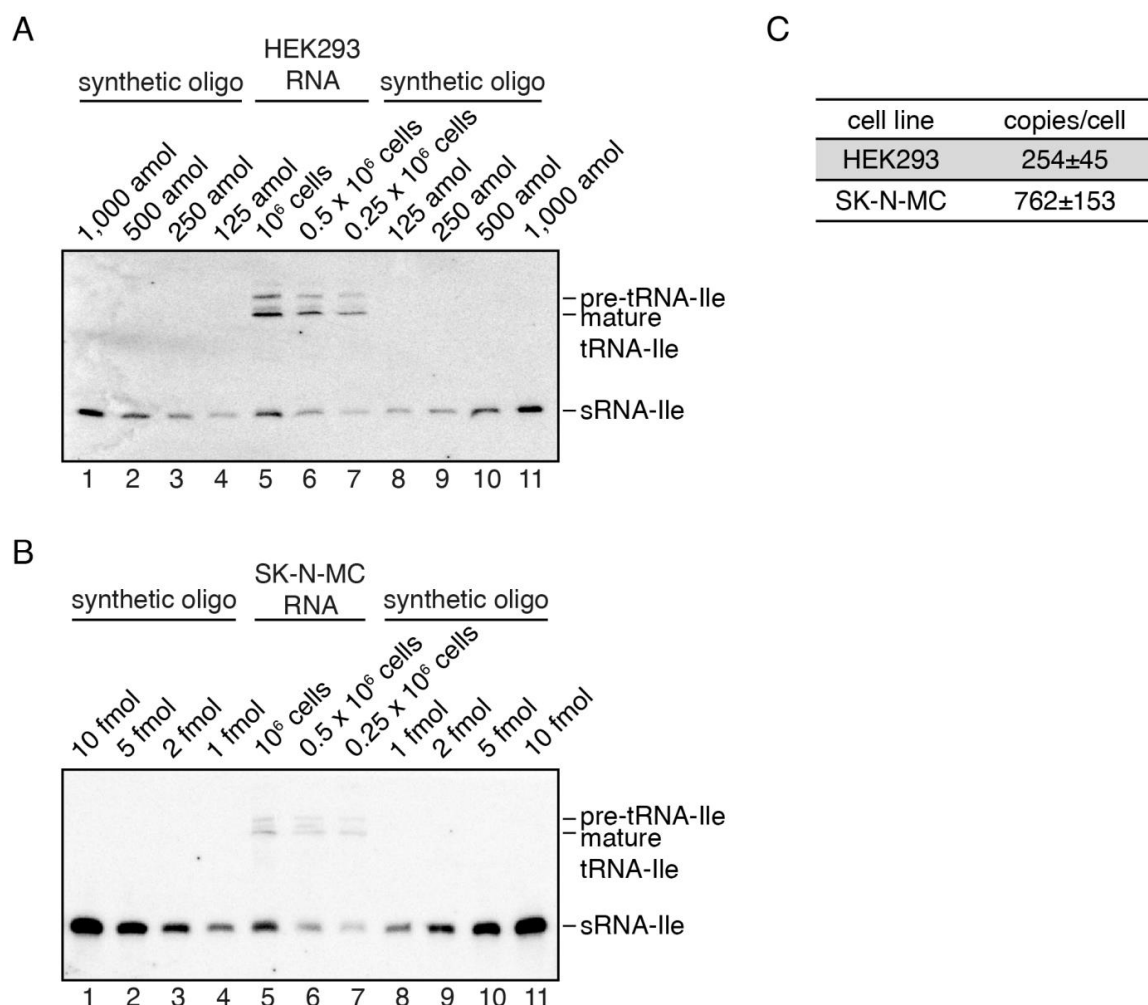 A
HEK293
RNA
synthetic oligo
synthetic oligo
1,000 amol
500 amol
250 amol
125 amol
10⁶ cells
0.5 x 10⁶ cells
0.25 x 10⁶ cells
125 amol
250 amol
500 amol
1,000 amol
pre-tRNA-Ile
mature
tRNA-Ile
sRNA-Ile
1 2 3 4 5 6 7 8 9 10 11
B
SK-N-MC
RNA
synthetic oligo
synthetic oligo
10 fmol
5 fmol
2 fmol
1 fmol
10⁶ cells
0.5 x 10⁶ cells
0.25 x 10⁶ cells
1 fmol
2 fmol
5 fmol
10 fmol
pre-tRNA-Ile
mature
tRNA-Ile
sRNA-Ile
1 2 3 4 5 6 7 8 9 10 11
C
cell line copies/cell
HEK293 254±45
SK-N-MC 762±153